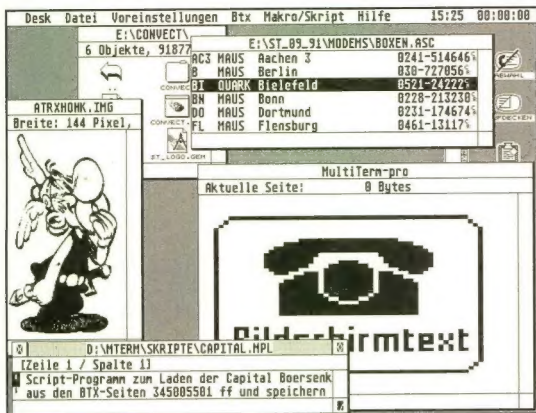 Desk Datei Voreinstellungen Btx Makro/Skript Hilfe 15:25 00:00:00
E:\CONVECT\
6 Objekte, 91877
E:\ST_09_91\MODEMS\BOXEN.ASC
AC3 MAUS Aachen 3 0241-514646
B MAUS Berlin 030-727056
BI QUARK Bielefeld 0521-24222
BN MAUS Bonn 0228-213230
DO MAUS Dortmund 0231-174674
FL MAUS Flensburg 0461-13117
CONVECT
ST_LOGO.GEM
ATRXHONK.IMG
Breite: 144 Pixel,
MultiTerm-pro
Aktuelle Seite: 0 Bytes
Bildschirmtext
D:\MTERM\SKRIPTE\CAPITAL.MPL
[Zeile 1 / Spalte 1]
Script-Programm zum Laden der Capital Boersenk
aus den BTX-Seiten 345005501 ff und speichern